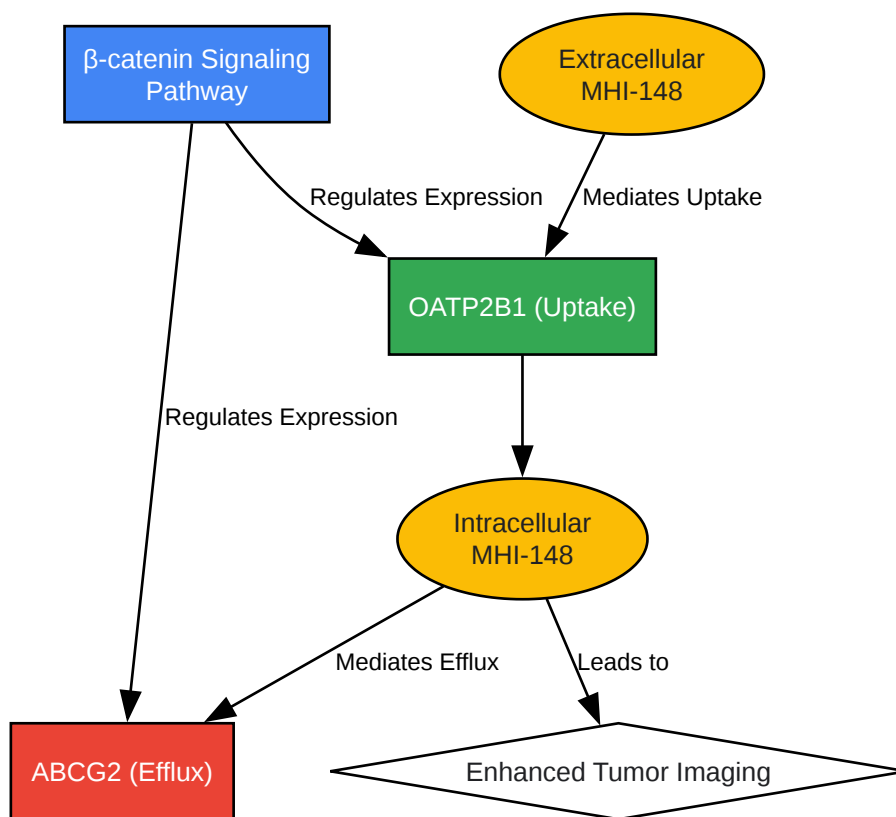 β-catenin Signaling
Pathway
Extracellular
MHI-148
Regulates Expression
Mediates Uptake
OATP2B1 (Uptake)
Regulates Expression
Intracellular
MHI-148
Mediates Efflux
Leads to
ABCG2 (Efflux)
Enhanced Tumor Imaging